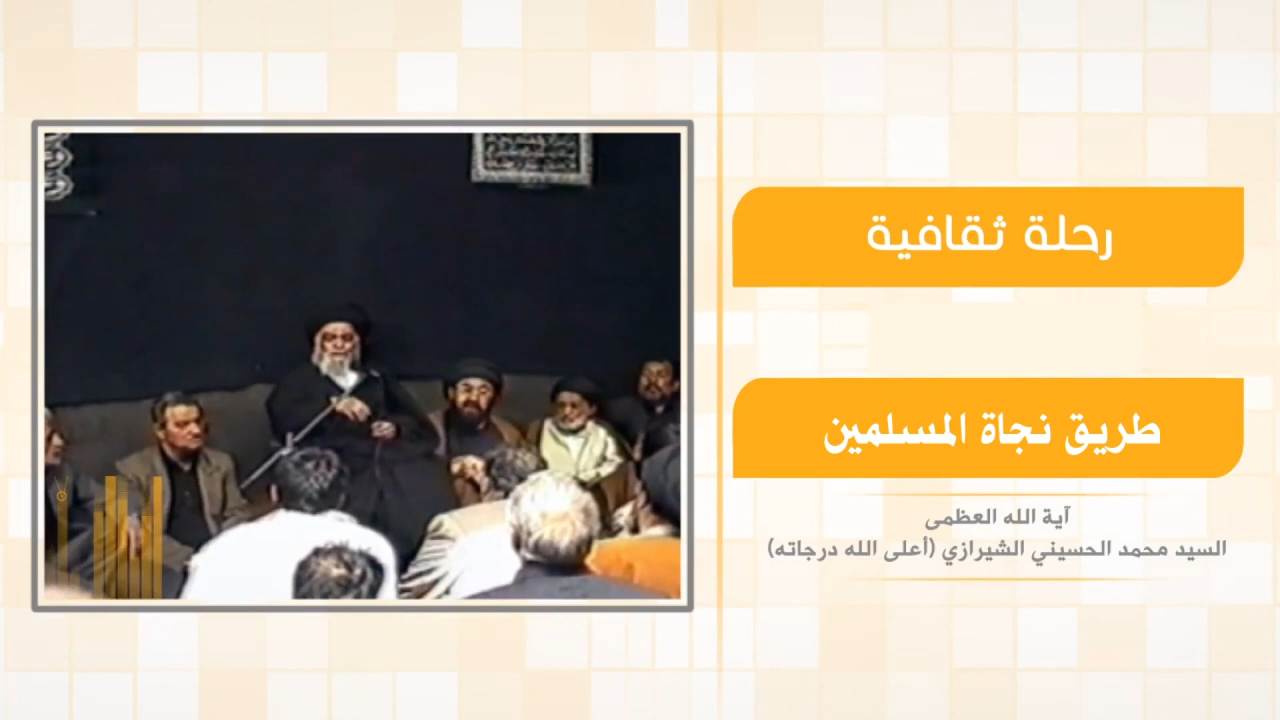 رحلة ثقافية
طريق نجاة المسلمين
آية الله العظمى
السيد محمد الحسيني الشيرازي (أعلى الله درجاته)